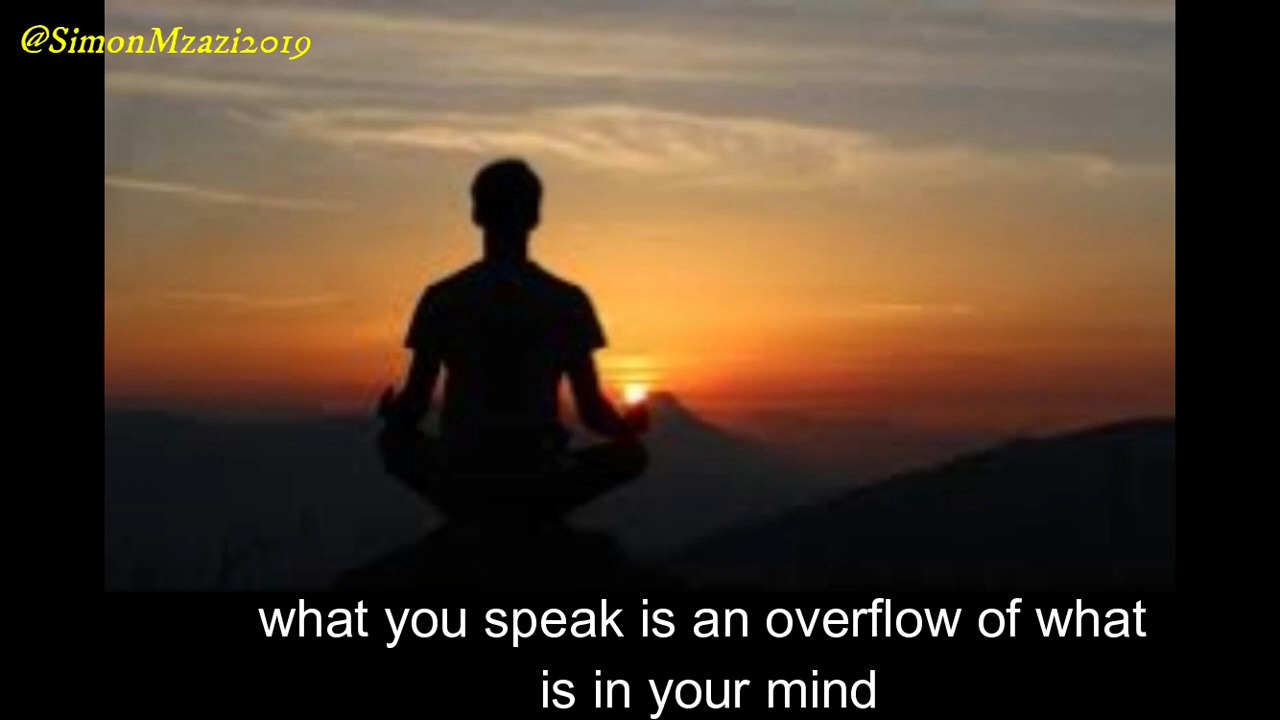 @SimonMzazi2019
what you speak is an overflow of what
is in your mind